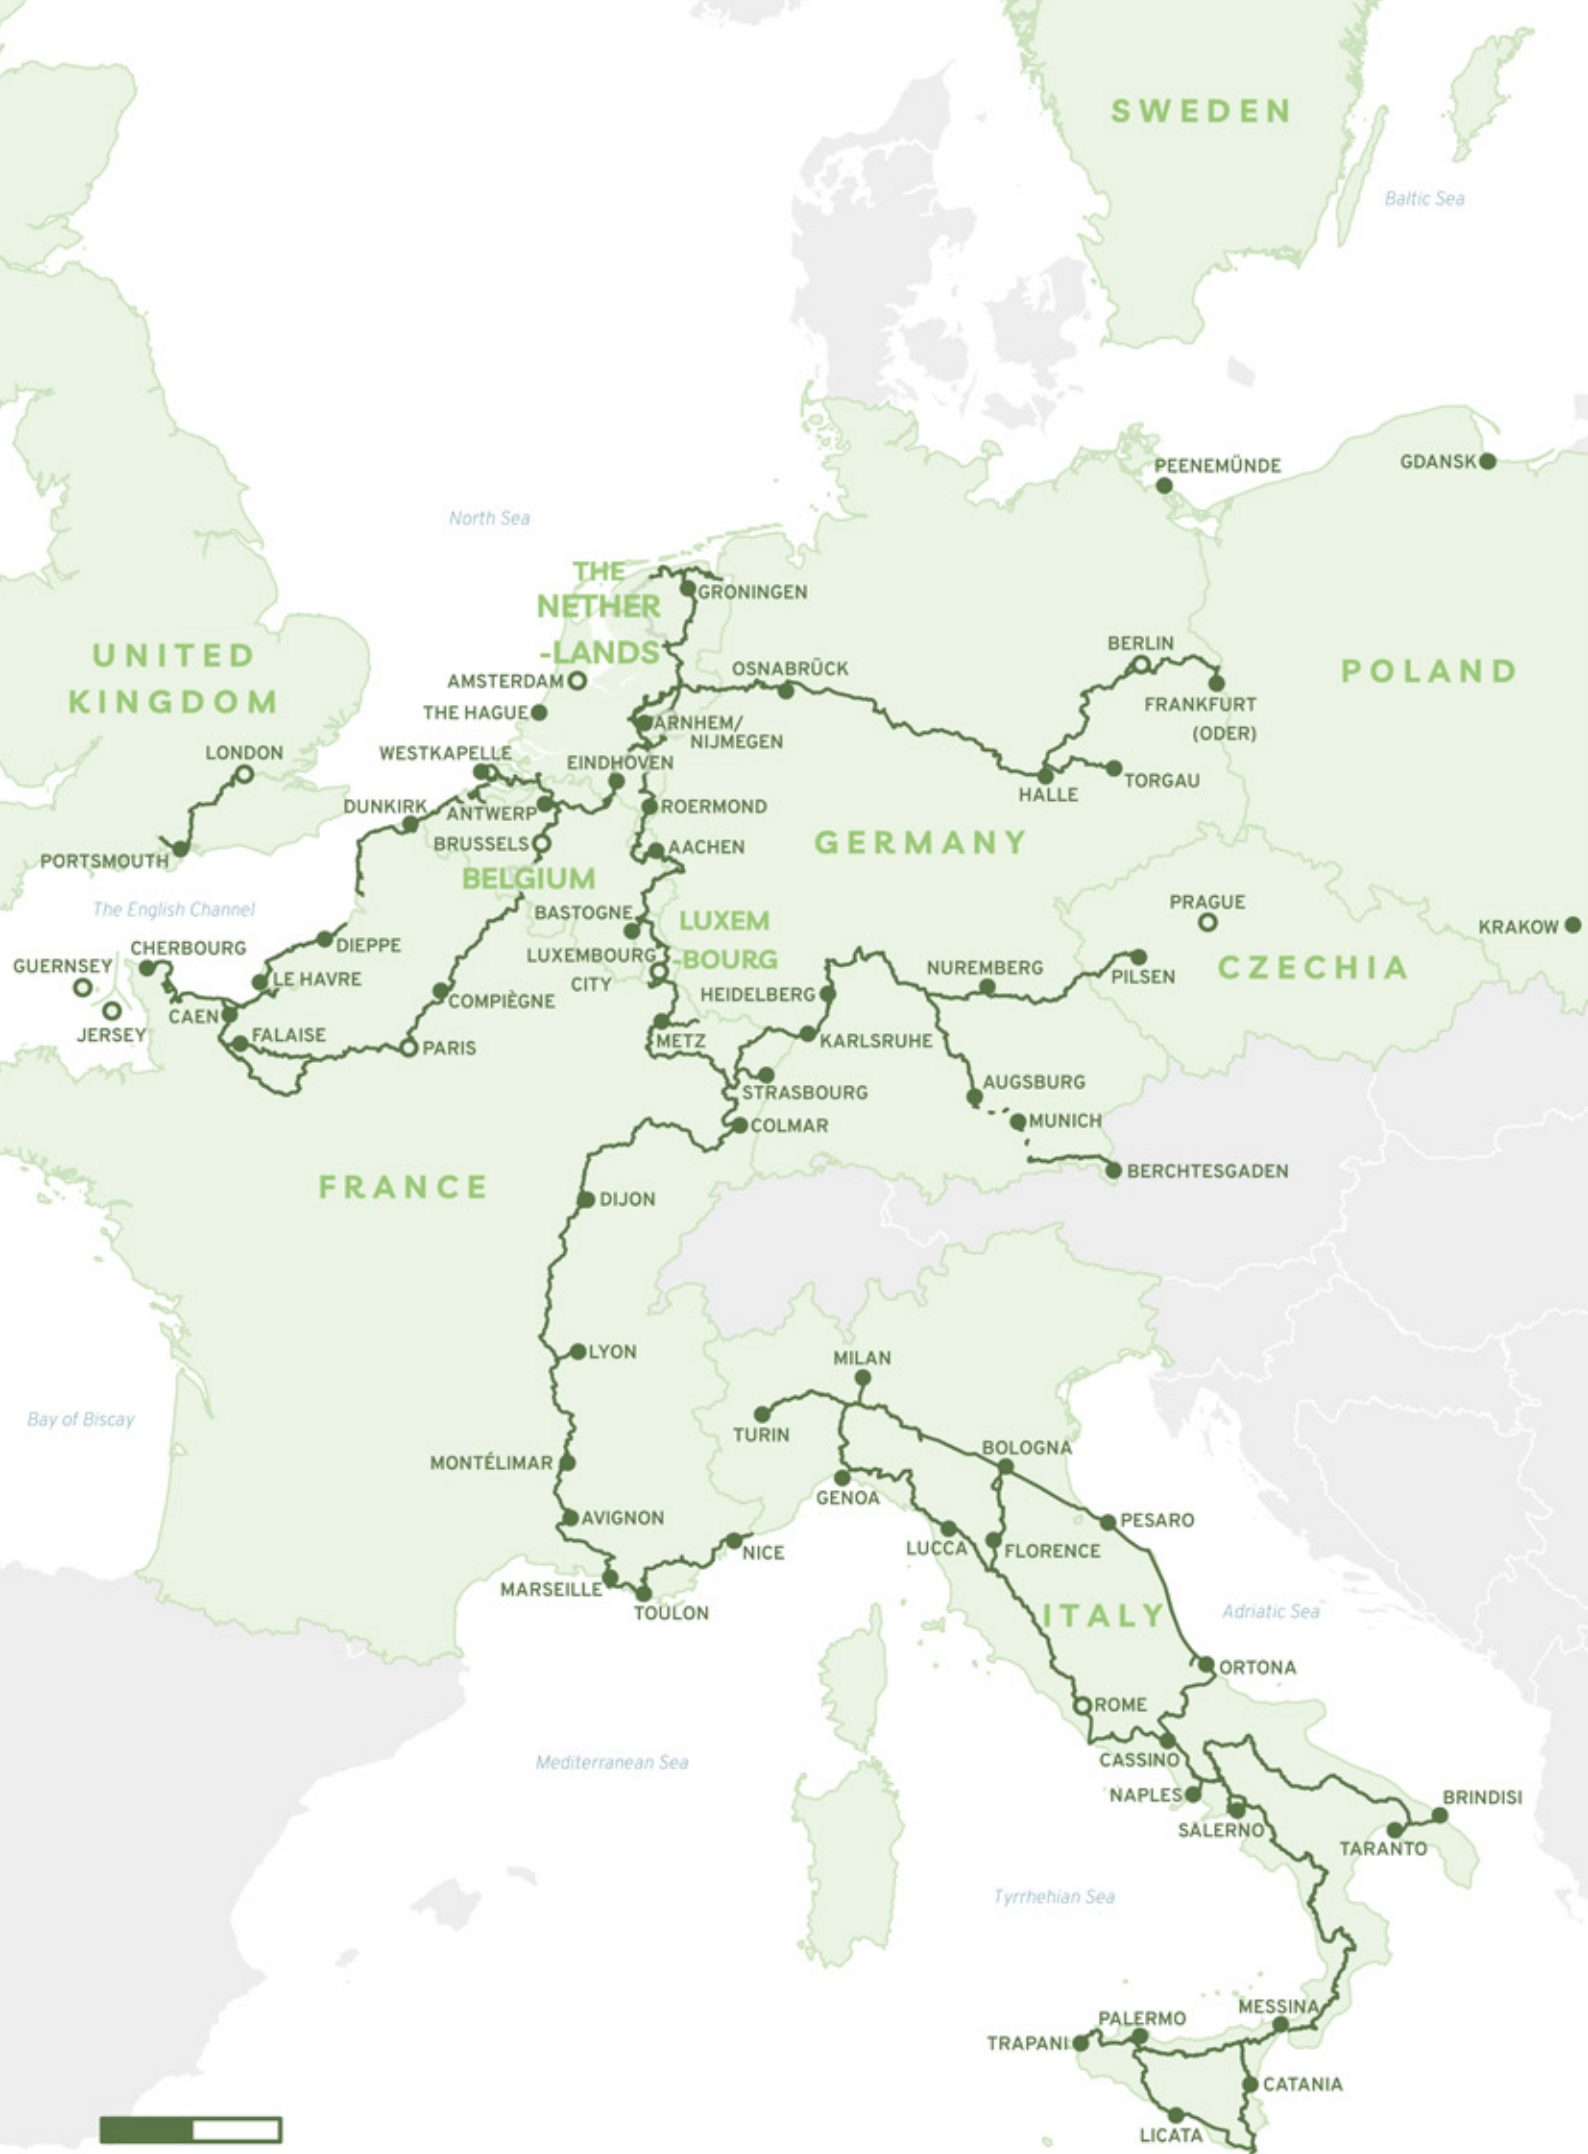 SWEDEN
Baltic Sea
PEENEMÜNDE
GDANSK
North Sea
THE
NETHER
-LANDS
GRONINGEN
UNITED
KINGDOM
BERLIN
OSNABRÜCK
POLAND
AMSTERDAM
FRANKFURT
(ODER)
THE HAGUE
ARNHEM/
NIJMEGEN
LONDON
WESTKAPELLE
EINDHOVEN
TORGAU
HALLE
DUNKIRK
ANTWERP
ROERMOND
BRUSSELS
GERMANY
AACHEN
PORTSMOUTH
BELGIUM
PRAGUE
The English Channel
BASTOGNE
LUXEM
-BOURG
KRAKOW
CHERBOURG
DIEPPE
LUXEMBOURG
CITY
GUERNSEY
NUREMBERG
PILSEN
CZECHIA
LE HAVRE
HEIDELBERG
COMPIÈGNE
CAEN
JERSEY
FALAISE
PARIS
METZ
KARLSRUHE
AUGSBURG
STRASBOURG
COLMAR
MUNICH
BERCHTESGADEN
FRANCE
DIJON
LYON
MILAN
Bay of Biscay
TURIN
BOLOGNA
MONTÉLIMAR
GENOA
AVIGNON
PESARO
NICE
LUCCA
FLORENCE
MARSEILLE
TOULON
ITALY
Adriatic Sea
ORTONA
ROME
Mediterranean Sea
CASSINO
NAPLES
BRINDISI
SALERNO
TARANTO
Tyrrhehian Sea
MESSINA
PALERMO
TRAPANI
CATANIA
LICATA